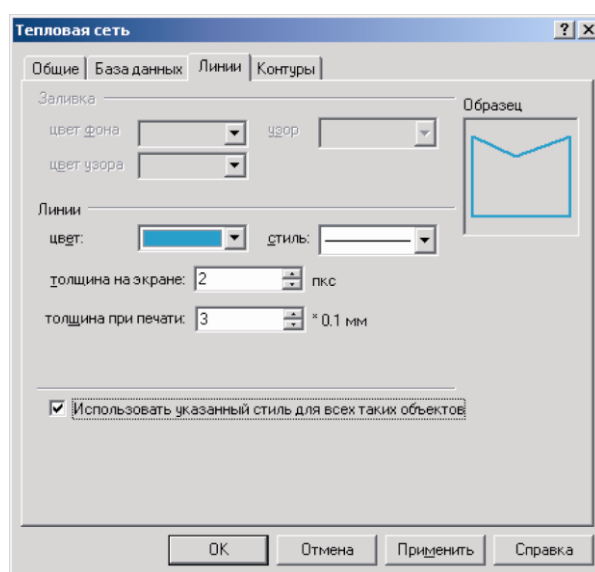 Тепловая сеть
Общие База данных Линии Контуры
Заливка
Образец
цвет фона узор
цвет узора
Линии
цвет: стиль:
толщина на экране: 2 пкс
толщина при печати: 3 * 0.1 мм
Использовать указанный стиль для всех таких объектов
OK Отмена Применить Справка